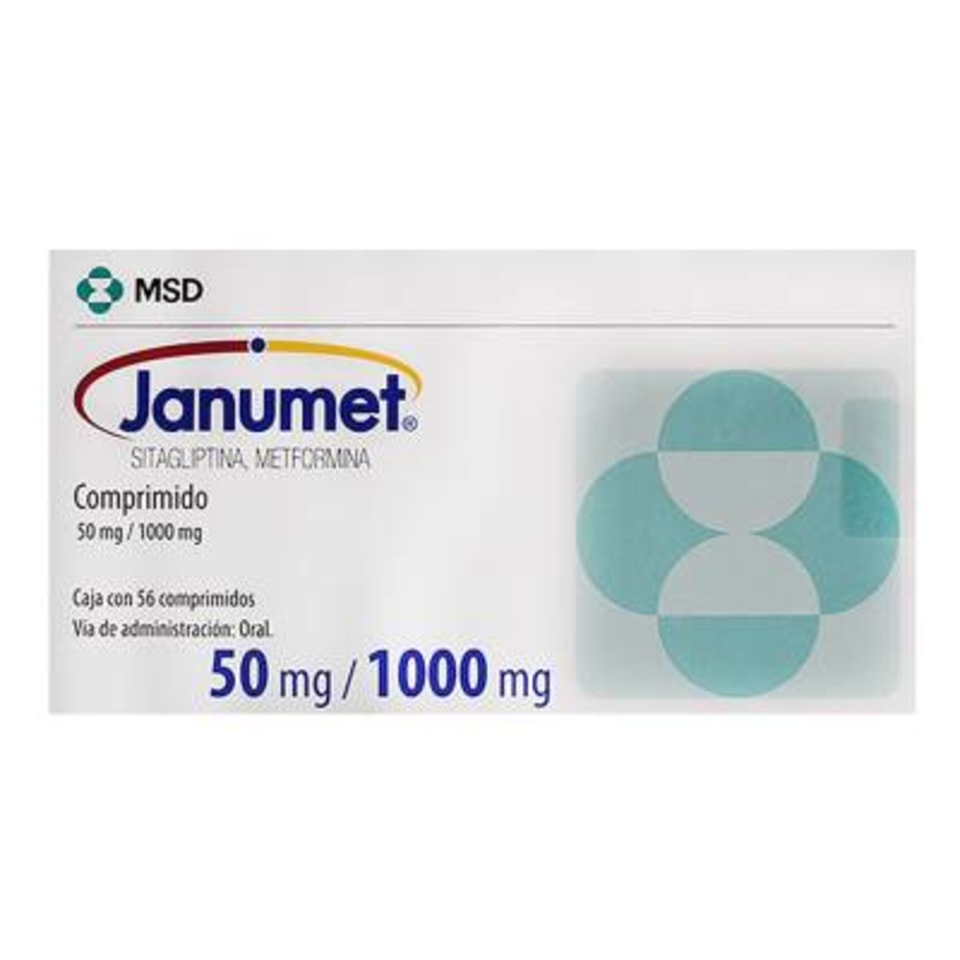 MSD
Janumet®
SITAGLIPTINA, METFORMINA
Comprimido
50 mg / 1000 mg
Caja con 56 comprimidos
Via de administración: Oral.
50 mg / 1000 mg